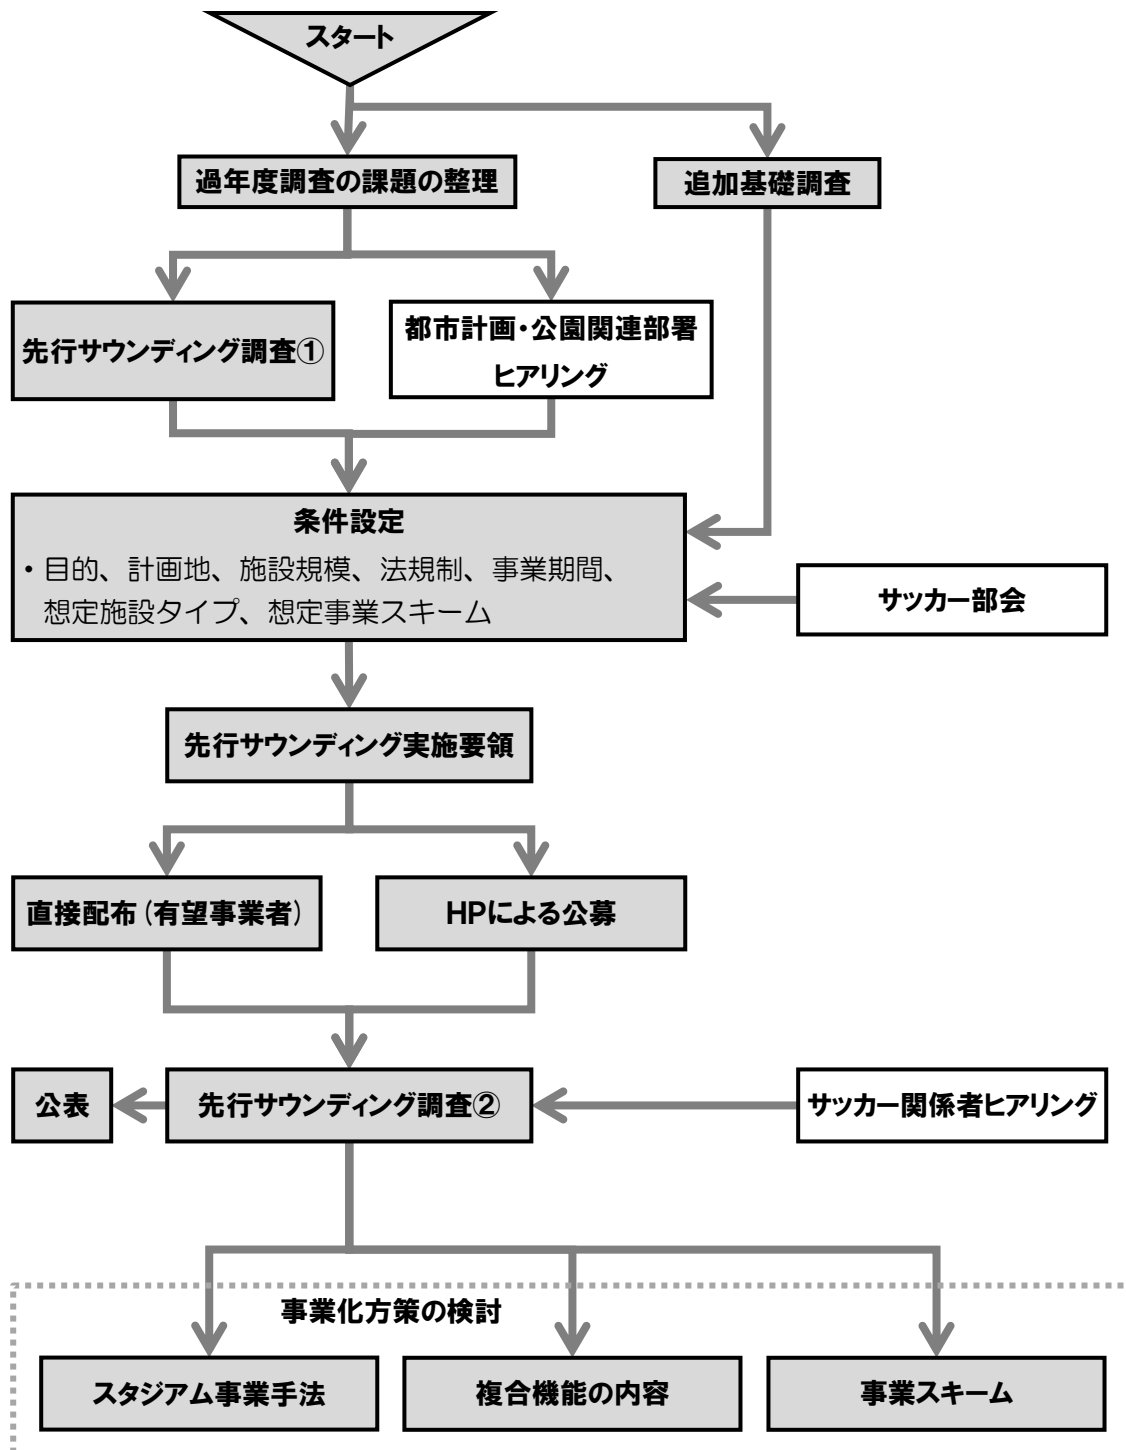 スタート
過年度調査の課題の整理
追加基礎調査
先行サウンディング調査①
都市計画・公園関連部署
ヒアリング
条件設定
・目的、計画地、施設規模、法規制、事業期間、
想定施設タイプ、想定事業スキーム
サッカー部会
先行サウンディング実施要領
直接配布(有望事業者)
HPによる公募
公表
先行サウンディング調査②
サッカー関係者ヒアリング
事業化方策の検討
スタジアム事業手法
複合機能の内容
事業スキーム